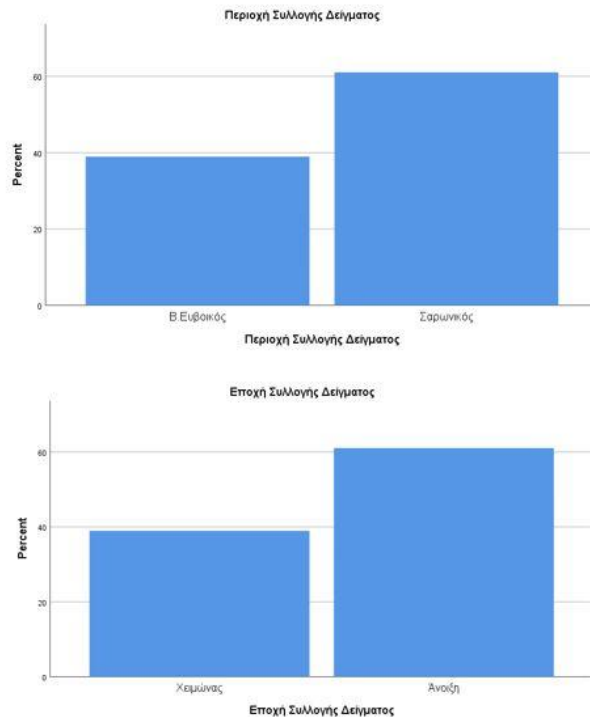 Περιοχή Συλλογής Δείγματος
60
40
20
0
Percent
Β.Ευβοικός Σαρωνικός
Περιοχή Συλλογής Δείγματος
Εποχή Συλλογής Δείγματος
60
40
20
0
Percent
Χειμώνας Άνοιξη
Εποχή Συλλογής Δείγματος